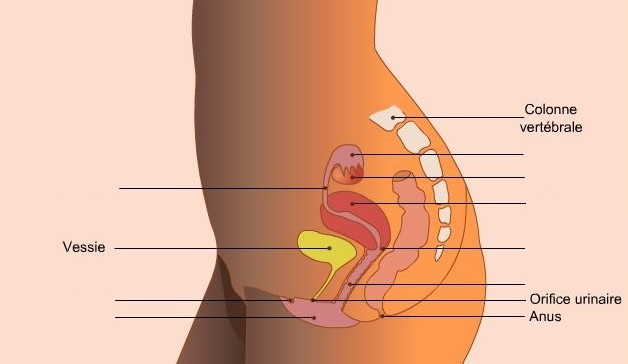 Colonne
vertébrale
Vessie
Orifice urinaire
Anus